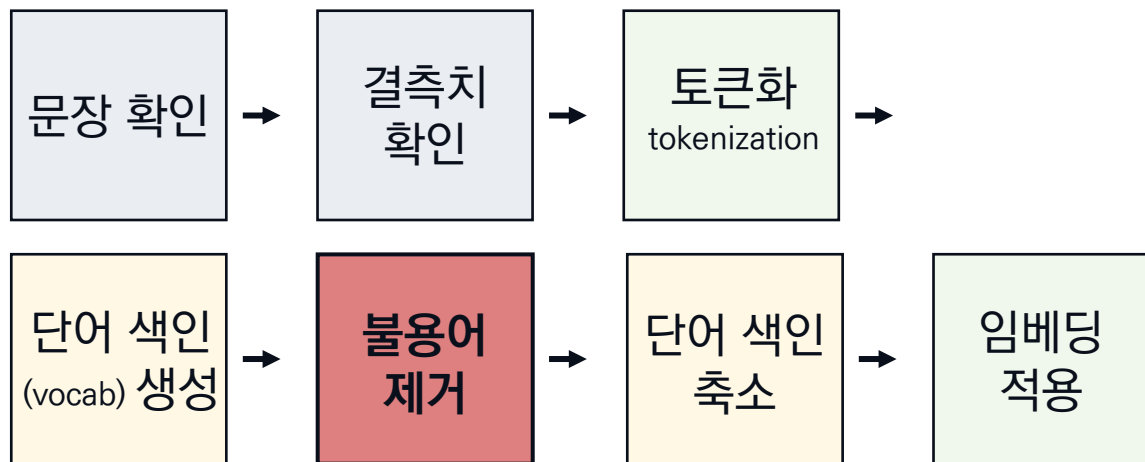 문장 확인
결측치
확인
토큰화
tokenization
단어 색인
(vocab) 생성
불용어
제거
단어 색인
축소
임베딩
적용